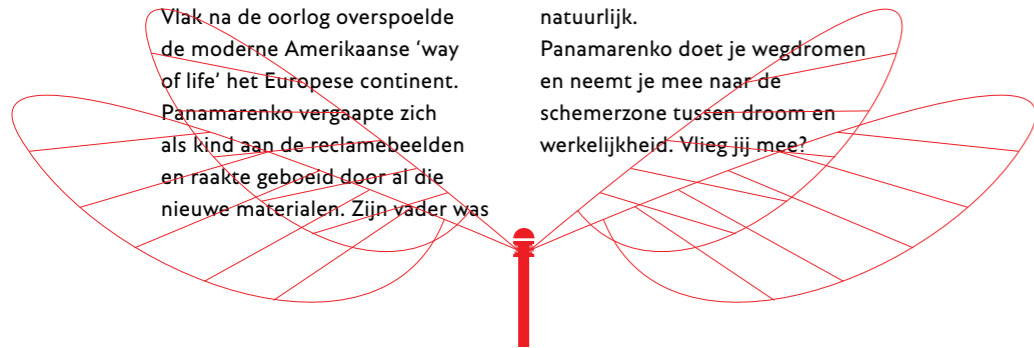 Vlak na de oorlog overspoelde
de moderne Amerikaanse ‘way
of life’ het Europese continent.
Panamarenko vergaapte zich
als kind aan de reclamebeelden
en raakte geboeid door al die
nieuwe materialen. Zijn vader was
natuurlijk.
Panamarenko doet je wegdromen
en neemt je mee naar de
schemerzone tussen droom en
werkelijkheid. Vlieg jij mee?